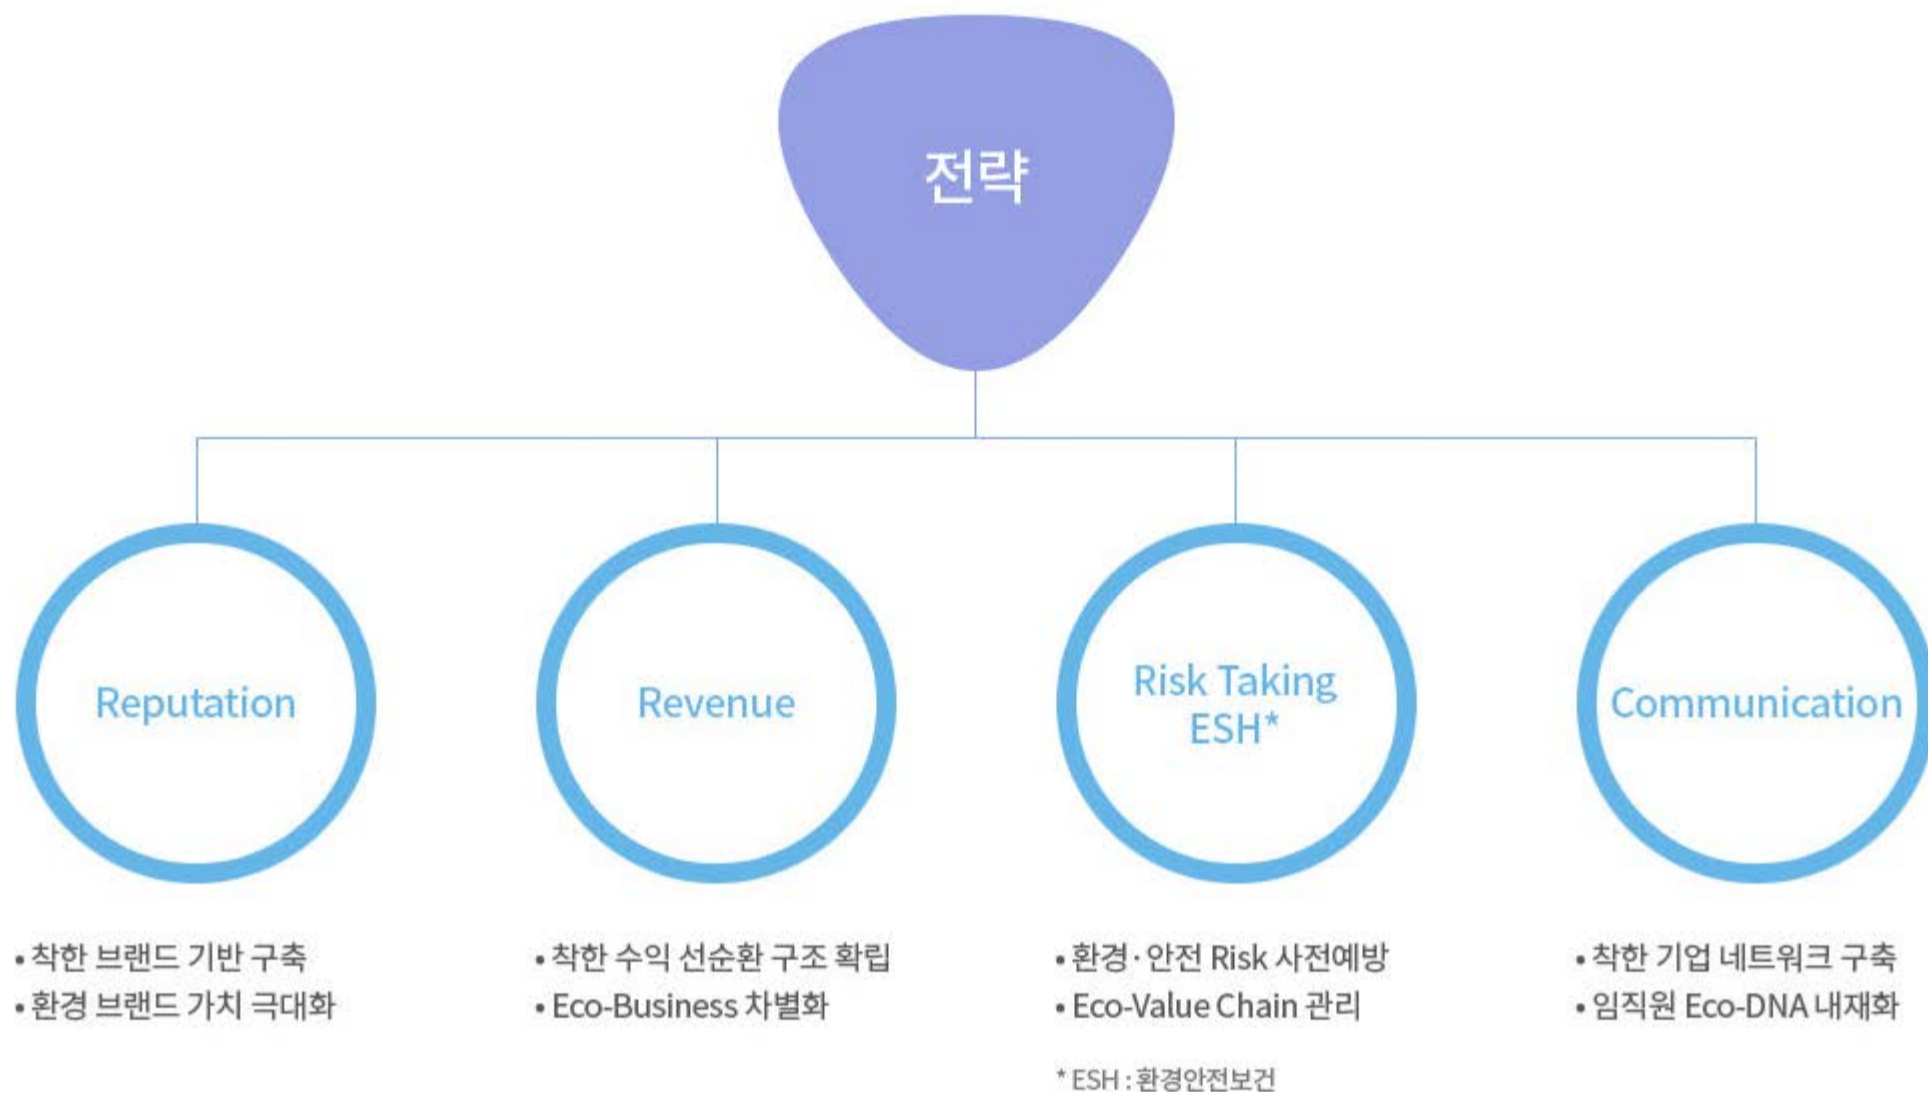 전략
Reputation
Revenue
Risk Taking
ESH*
Communication
• 착한 브랜드 기반 구축
• 환경 브랜드 가치 극대화
• 착한 수익 선순환 구조 확립
• Eco-Business 차별화
• 환경·안전 Risk 사전예방
• Eco-Value Chain 관리
* ESH : 환경안전보건
• 착한 기업 네트워크 구축
• 임직원 Eco-DNA 내재화